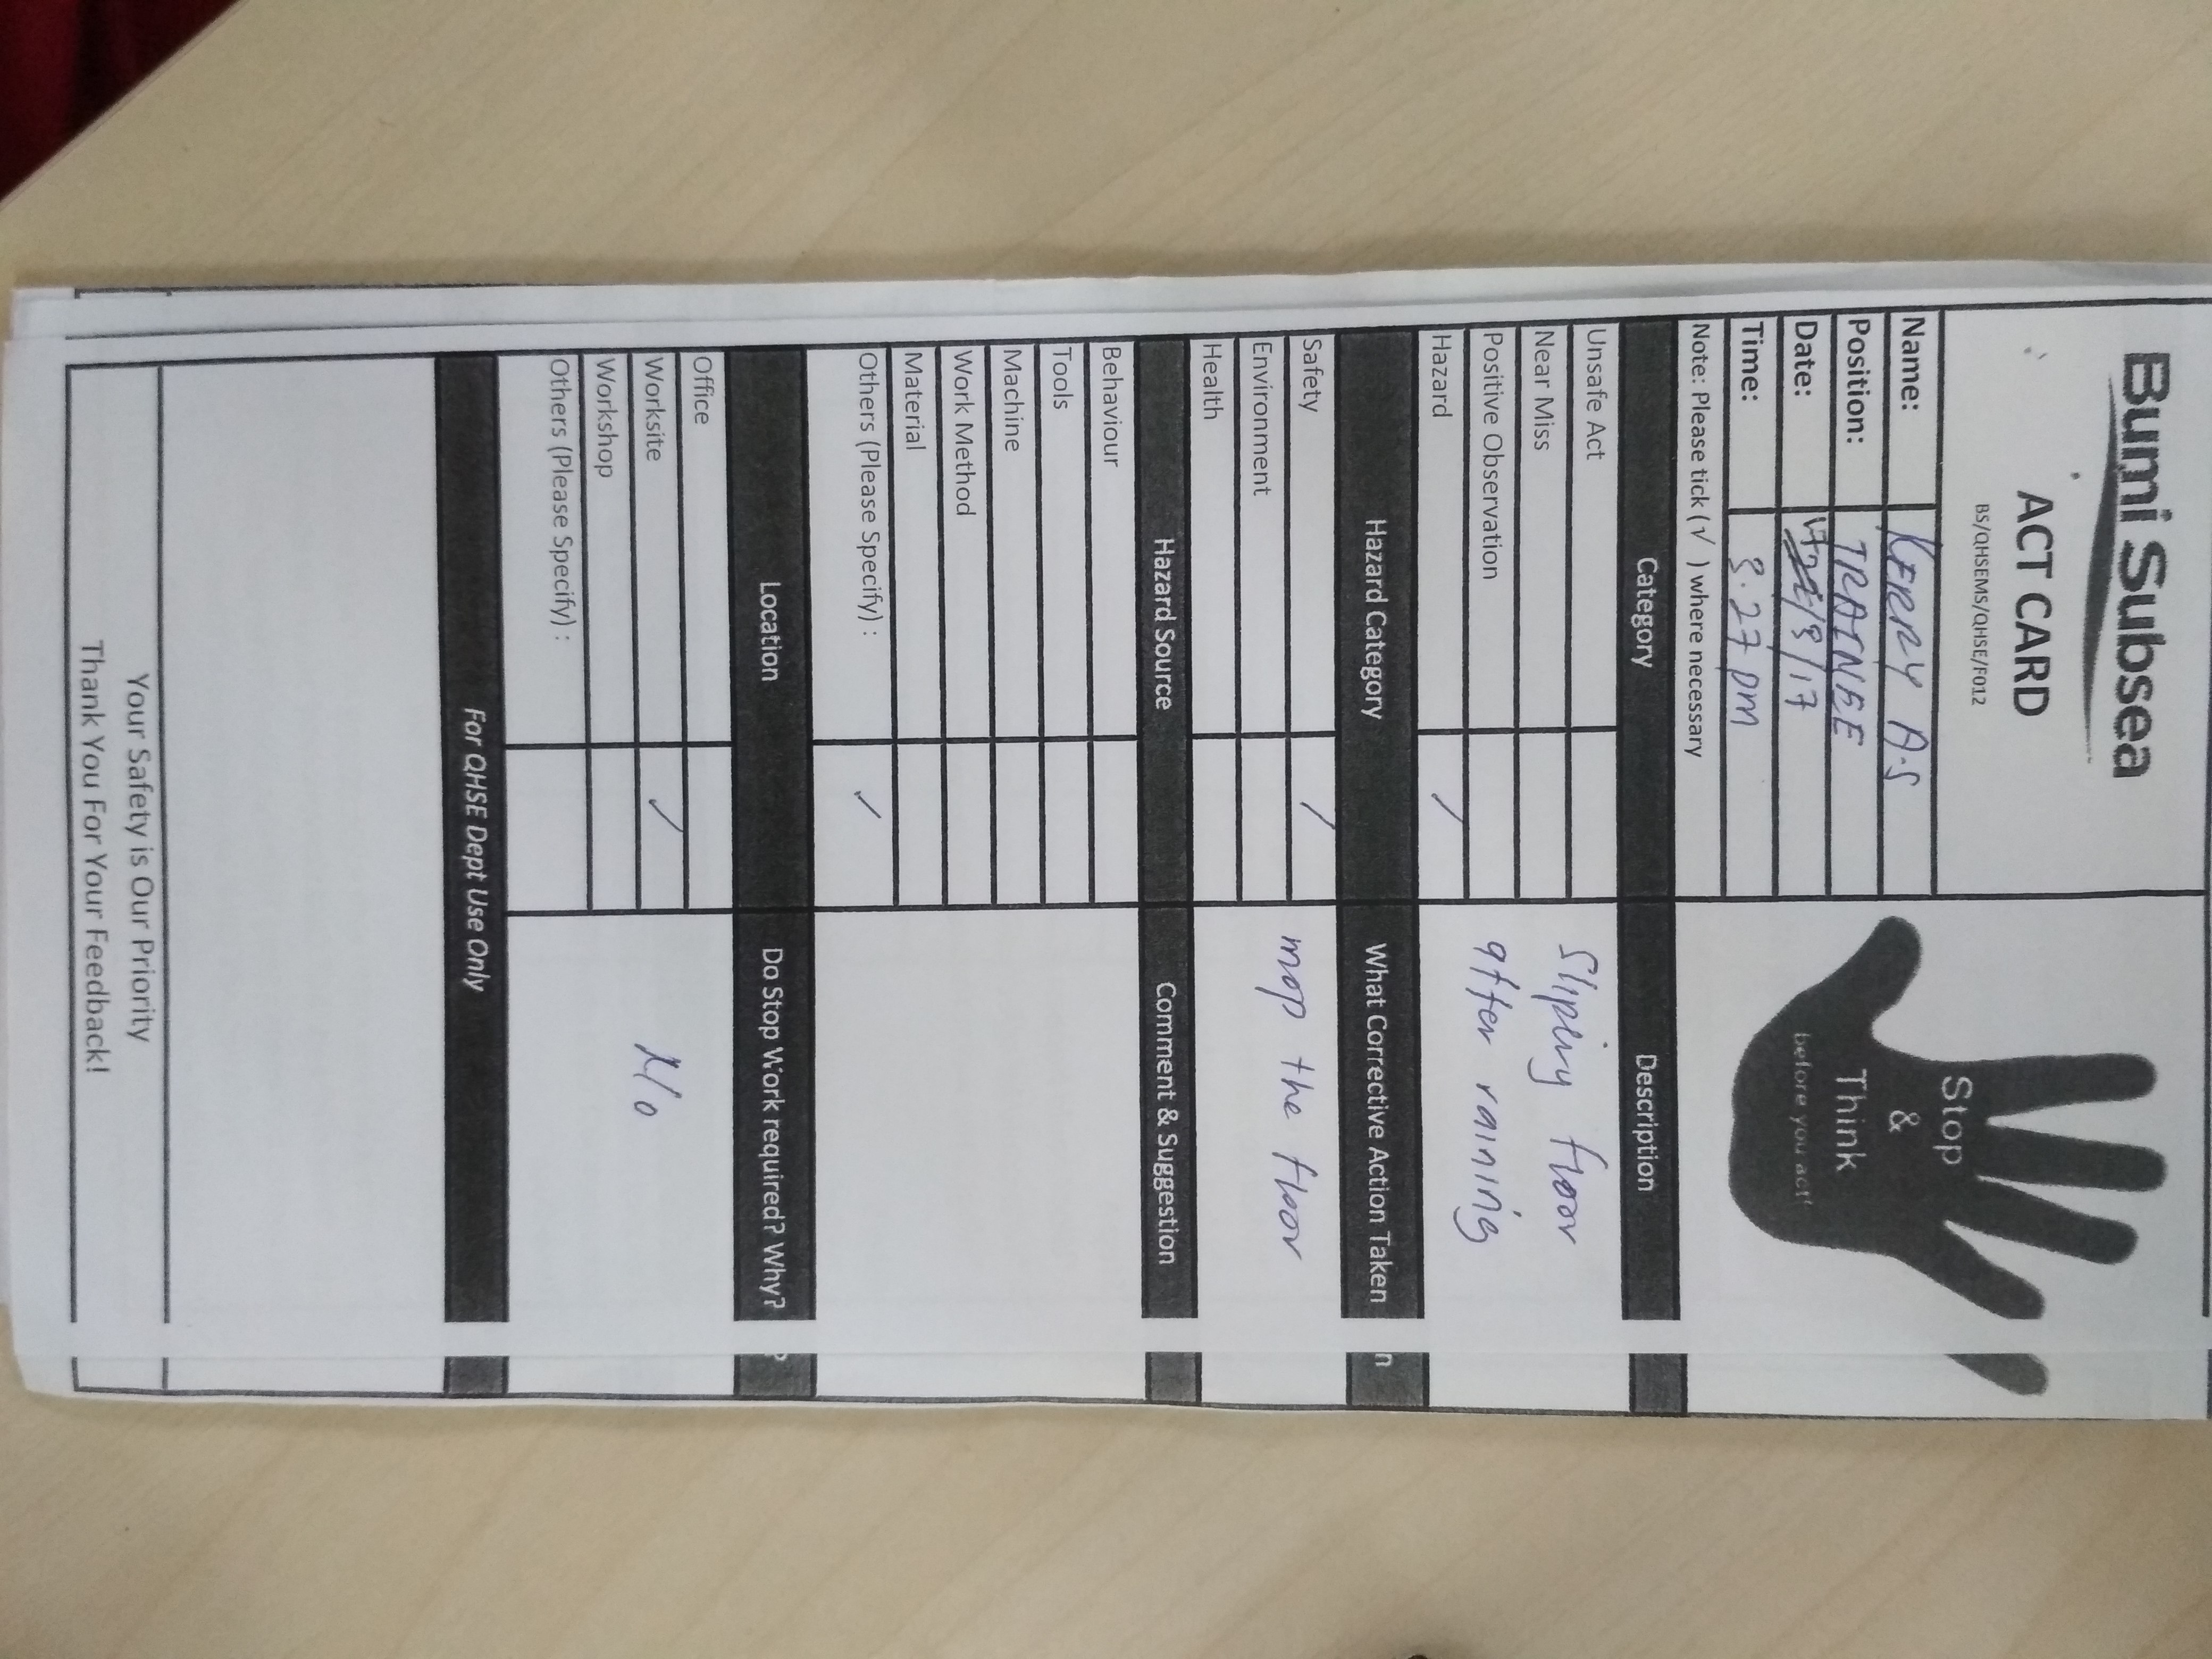 Bumi Subsea
ACT CARD
BS/QHSEMS/QHSE/F012
Stop
&
Think
before you act!
Name: KERRY A.S
Position: TRAINEE
Date: 17 /8/17
Time: 3.27 pm
Note: Please tick (√ ) where necessary
Category Description
Unsafe Act
Near Miss
Positive Observation
Hazard ✓
Slippery floor
after raining
Hazard Category What Corrective Action Taken
Safety ✓
Environment
Health
mop the floor
Hazard Source Comment & Suggestion
Behaviour
Tools
Machine
Work Method
Material
Others (Please Specify) : ✓
Location Do Stop Work required? Why?
Office
Worksite ✓
Workshop
Others (Please Specify) :
N/o
For QHSE Dept Use Only
Your Safety is Our Priority
Thank You For Your Feedback!